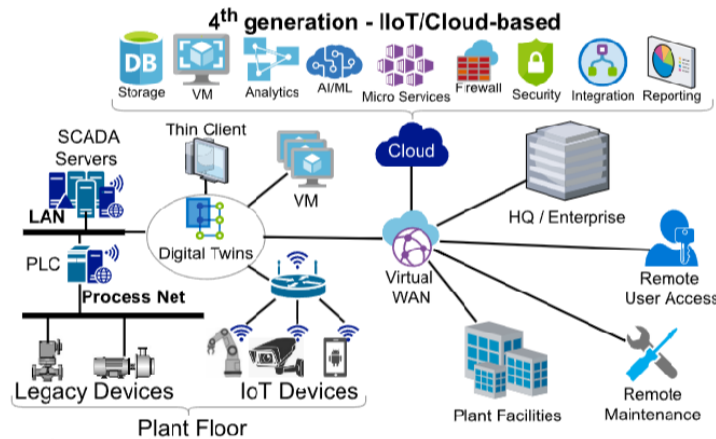 4th generation - IIoT/Cloud-based
DB
Storage
VM
Analytics
AI/ML
Micro Services
Firewall
Security
Integration
Reporting
SCADA
Servers
Thin Client
VM
Cloud
HQ / Enterprise
LAN
Digital Twins
Virtual
WAN
Remote
User Access
PLC
Process Net
Legacy Devices
IoT Devices
Plant Floor
Plant Facilities
Remote
Maintenance